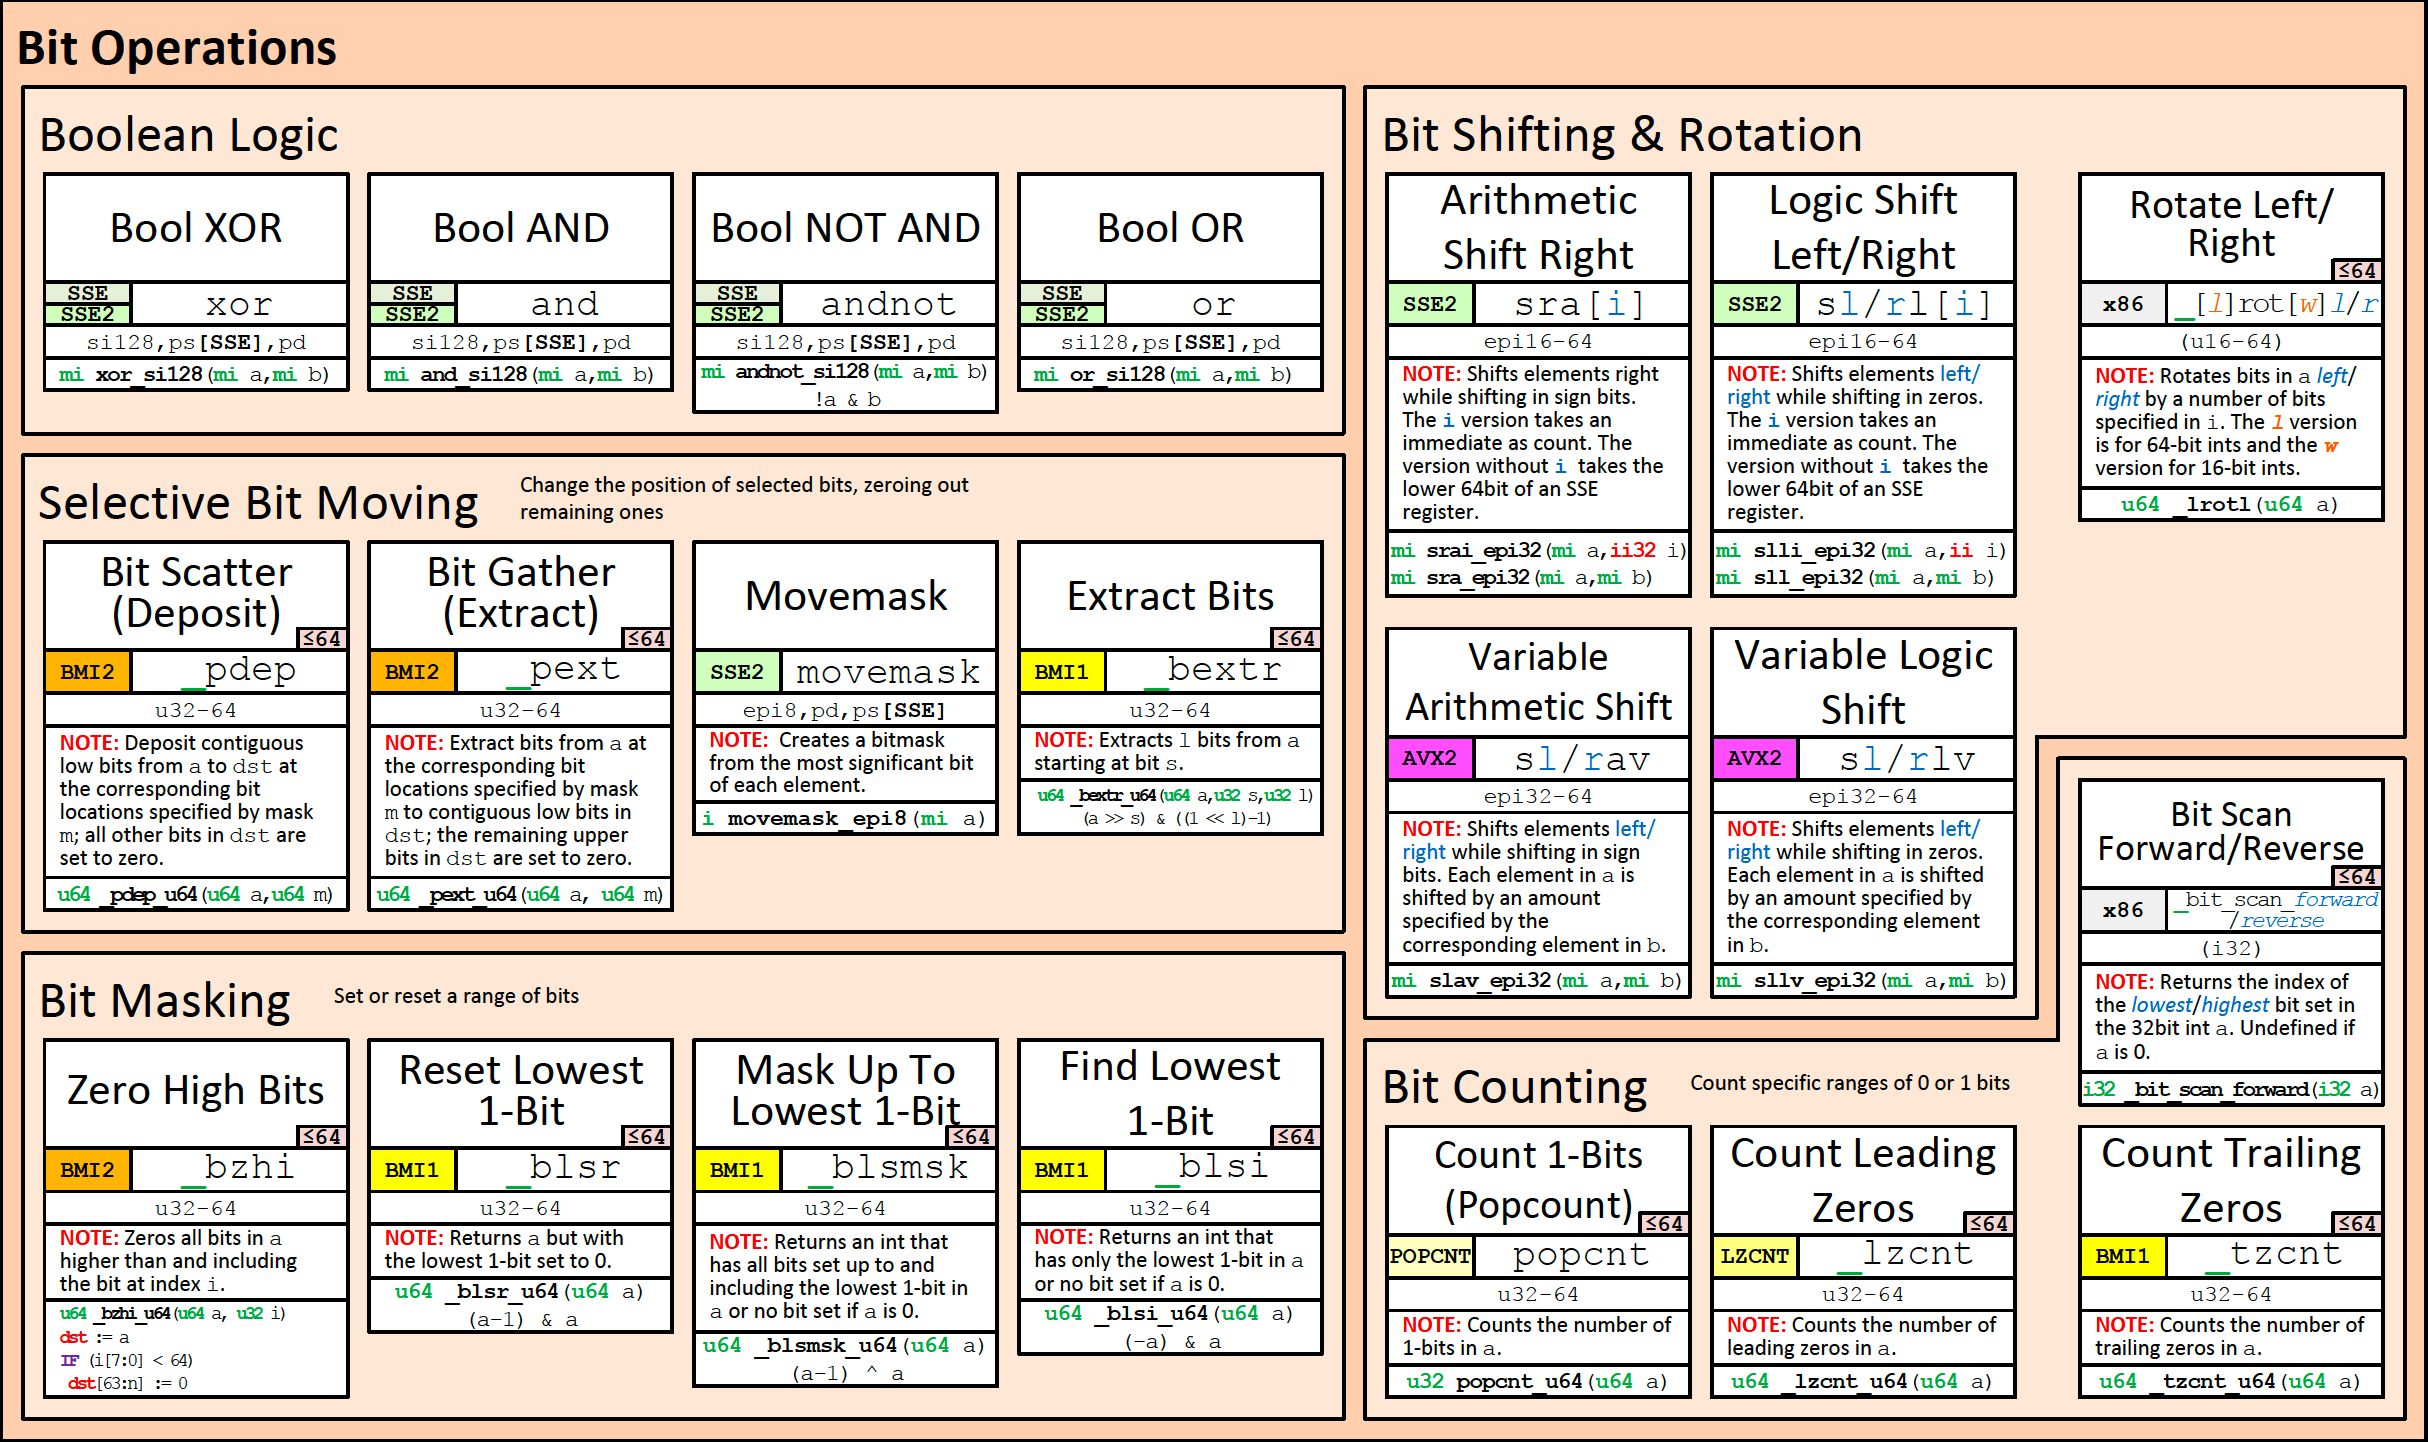 Bit Operations
Boolean Logic
Bool XOR
SSE
SSE2
xor
si128,ps[SSE],pd
mi xor_si128(mi a,mi b)
Bool AND
SSE
SSE2
and
si128,ps[SSE],pd
mi and_si128(mi a,mi b)
Bool NOT AND
SSE
SSE2
andnot
si128,ps[SSE],pd
mi andnot_si128(mi a,mi b)
!a & b
Bool OR
SSE
SSE2
or
si128,ps[SSE],pd
mi or_si128(mi a,mi b)
Selective Bit Moving
Change the position of selected bits, zeroing out
remaining ones
Bit Scatter
(Deposit)
≤64
BMI2
_pdep
u32-64
NOTE: Deposit contiguous
low bits from a to dst at
the corresponding bit
locations specified by mask
m; all other bits in dst are
set to zero.
u64 _pdep_u64(u64 a,u64 m)
Bit Gather
(Extract)
≤64
BMI2
_pext
u32-64
NOTE: Extract bits from a at
the corresponding bit
locations specified by mask
m to contiguous low bits in
dst; the remaining upper
bits in dst are set to zero.
u64 _pext_u64(u64 a, u64 m)
Movemask
SSE2
movemask
epi8,pd,ps[SSE]
NOTE: Creates a bitmask
from the most significant bit
of each element.
i movemask_epi8(mi a)
Extract Bits
≤64
BMI1
_bextr
u32-64
NOTE: Extracts l bits from a
starting at bit s.
u64 _bextr_u64(u64 a,u32 s,u32 l)
(a >> s) & ((1 << l)-1)
Bit Masking
Set or reset a range of bits
Zero High Bits
≤64
BMI2
_bzhi
u32-64
NOTE: Zeros all bits in a
higher than and including
the bit at index i.
u64 _bzhi_u64(u64 a, u32 i)
dst := a
IF (i[7:0] < 64)
dst[63:n] := 0
Reset Lowest
1-Bit
≤64
BMI1
_blsr
u32-64
NOTE: Returns a but with
the lowest 1-bit set to 0.
u64 _blsr_u64(u64 a)
(a-1) & a
Mask Up To
Lowest 1-Bit
≤64
BMI1
_blsmsk
u32-64
NOTE: Returns an int that
has all bits set up to and
including the lowest 1-bit in
a or no bit set if a is 0.
u64 _blsmsk_u64(u64 a)
(a-1) ^ a
Find Lowest
1-Bit
≤64
BMI1
_blsi
u32-64
NOTE: Returns an int that
has only the lowest 1-bit in a
or no bit set if a is 0.
u64 _blsi_u64(u64 a)
(-a) & a
Bit Shifting & Rotation
Arithmetic
Shift Right
SSE2
sra[i]
epi16-64
NOTE: Shifts elements right
while shifting in sign bits.
The i version takes an
immediate as count. The
version without i takes the
lower 64bit of an SSE
register.
mi srai_epi32(mi a,ii32 i)
mi sra_epi32(mi a,mi b)
Logic Shift
Left/Right
SSE2
sl/rl[i]
epi16-64
NOTE: Shifts elements left/
right while shifting in zeros.
The i version takes an
immediate as count. The
version without i takes the
lower 64bit of an SSE
register.
mi slli_epi32(mi a,ii i)
mi sll_epi32(mi a,mi b)
Rotate Left/
Right
≤64
x86
_[l]rot[w]l/r
(u16-64)
NOTE: Rotates bits in a left/
right by a number of bits
specified in i. The l version
is for 64-bit ints and the w
version for 16-bit ints.
u64 _lrotl(u64 a)
Variable
Arithmetic Shift
AVX2
sl/rav
epi32-64
NOTE: Shifts elements left/
right while shifting in sign
bits. Each element in a is
shifted by an amount
specified by the
corresponding element in b.
mi slav_epi32(mi a,mi b)
Variable Logic
Shift
AVX2
sl/rlv
epi32-64
NOTE: Shifts elements left/
right while shifting in zeros.
Each element in a is shifted
by an amount specified by
the corresponding element
in b.
mi sllv_epi32(mi a,mi b)
Bit Scan
Forward/Reverse
≤64
x86
_bit_scan_forward
/reverse
(i32)
NOTE: Returns the index of
the lowest/highest bit set in
the 32bit int a. Undefined if
a is 0.
i32 _bit_scan_forward(i32 a)
Bit Counting
Count specific ranges of 0 or 1 bits
Count 1-Bits
(Popcount)
≤64
POPCNT
popcnt
u32-64
NOTE: Counts the number of
1-bits in a.
u32 popcnt_u64(u64 a)
Count Leading
Zeros
≤64
LZCNT
_lzcnt
u32-64
NOTE: Counts the number of
leading zeros in a.
u64 _lzcnt_u64(u64 a)
Count Trailing
Zeros
≤64
BMI1
_tzcnt
u32-64
NOTE: Counts the number of
trailing zeros in a.
u64 _tzcnt_u64(u64 a)